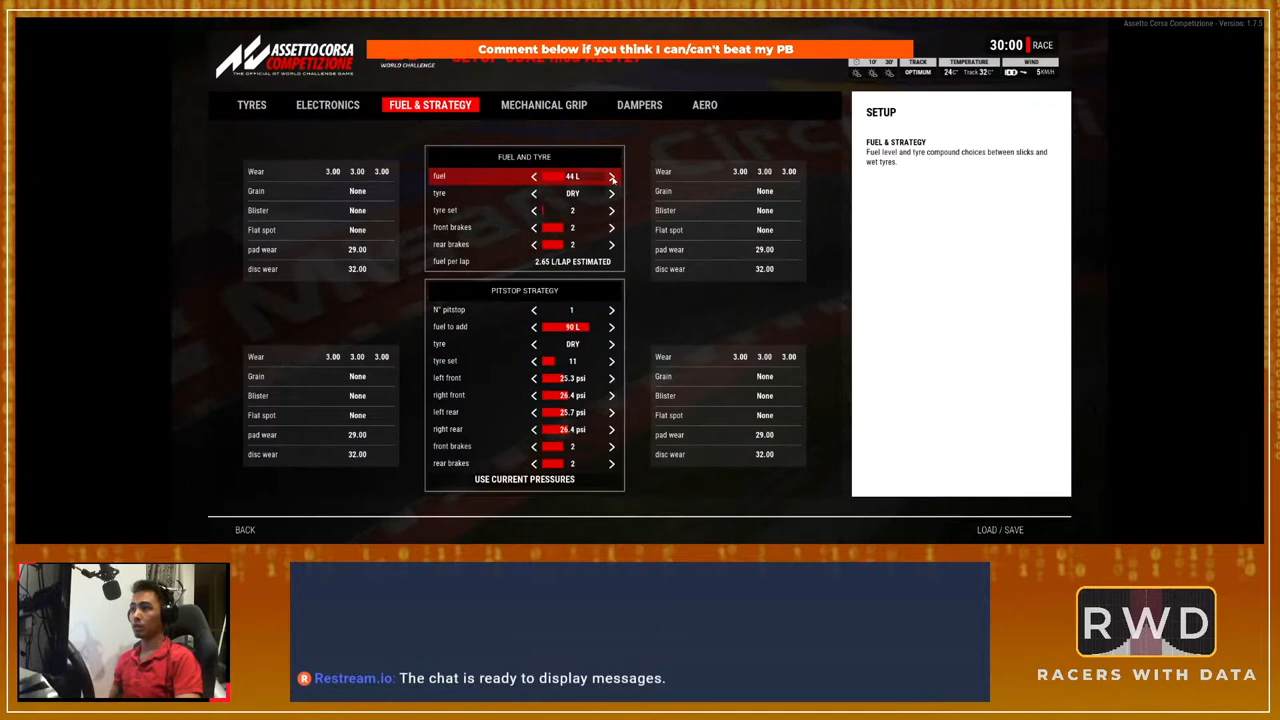 Assetto Corsa Competizione - Version: 1.7.5
ASSETTO CORSA
COMPETIZIONE
THE OFFICIAL GT WORLD CHALLENGE GAME
WORLD CHALLENGE
Comment below if you think I can/can't beat my PB
30:00 RACE
10' 30' TRACK TEMPERATURE WIND
OPTIMUM 24C° Track 32C° 5KM/H
TYRES ELECTRONICS FUEL & STRATEGY MECHANICAL GRIP DAMPERS AERO
SETUP
FUEL & STRATEGY
Fuel level and tyre compound choices between slicks and
wet tyres.
Wear 3.00 3.00 3.00
Grain None
Blister None
Flat spot None
pad wear 29.00
disc wear 32.00
FUEL AND TYRE
fuel < 44 L >
tyre < DRY >
tyre set < 2 >
front brakes < 2 >
rear brakes < 2 >
fuel per lap 2.65 L/LAP ESTIMATED
Wear 3.00 3.00 3.00
Grain None
Blister None
Flat spot None
pad wear 29.00
disc wear 32.00
PITSTOP STRATEGY
N° pitstop < 1 >
fuel to add < 90 L >
tyre < DRY >
tyre set < 11 >
left front < 25.3 psi >
right front < 26.4 psi >
left rear < 25.7 psi >
right rear < 26.4 psi >
front brakes < 2 >
rear brakes < 2 >
USE CURRENT PRESSURES
Wear 3.00 3.00 3.00
Grain None
Blister None
Flat spot None
pad wear 29.00
disc wear 32.00
Wear 3.00 3.00 3.00
Grain None
Blister None
Flat spot None
pad wear 29.00
disc wear 32.00
BACK LOAD / SAVE
Restream.io: The chat is ready to display messages.
RWD
RACERS WITH DATA